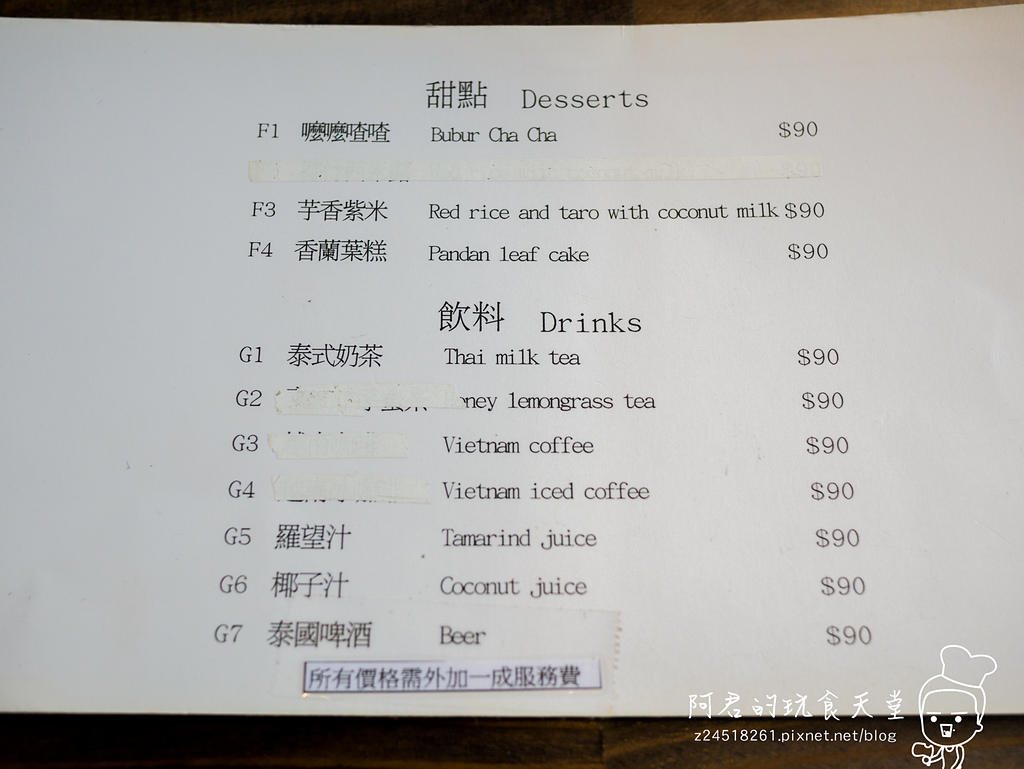 甜點 Desserts
F1 嚒嚒喳喳 Bubur Cha Cha $90
F3 芋香紫米 Red rice and taro with coconut milk $90
F4 香蘭葉糕 Pandan leaf cake $90
飲料 Drinks
G1 泰式奶茶 Thai milk tea $90
G2 oney lemongrass tea $90
G3 Vietnam coffee $90
G4 Vietnam iced coffee $90
G5 羅望汁 Tamarind juice $90
G6 椰子汁 Coconut juice $90
G7 泰國啤酒 Beer $90
所有價格需外加一成服務費
阿君的玩食天堂
z24518261.pixnet.net/blog